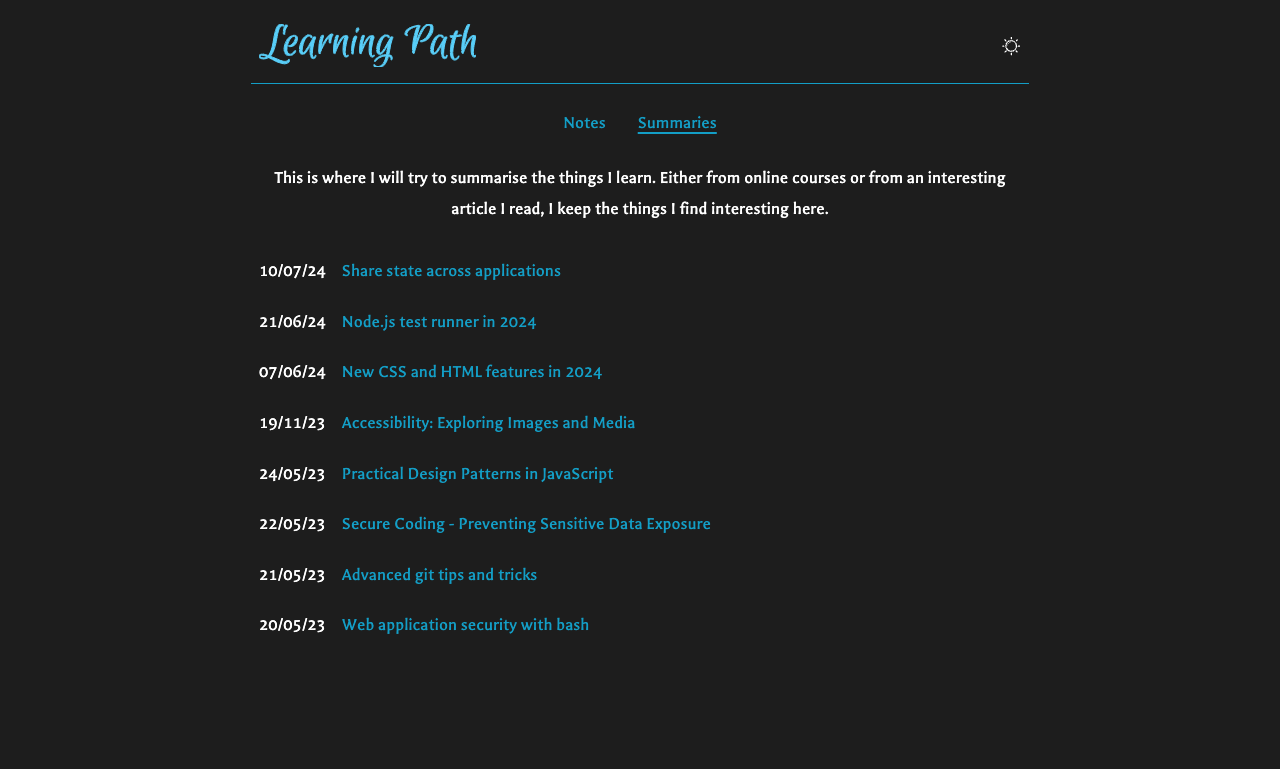 Learning Path
Notes Summaries
This is where I will try to summarise the things I learn. Either from online courses or from an interesting
article I read, I keep the things I find interesting here.
10/07/24 Share state across applications
21/06/24 Node.js test runner in 2024
07/06/24 New CSS and HTML features in 2024
19/11/23 Accessibility: Exploring Images and Media
24/05/23 Practical Design Patterns in JavaScript
22/05/23 Secure Coding - Preventing Sensitive Data Exposure
21/05/23 Advanced git tips and tricks
20/05/23 Web application security with bash